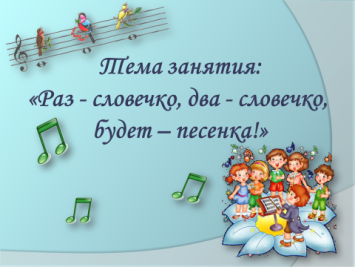 Тема занятия:
«Раз - словечко, два - словечко,
будет – песенка!»